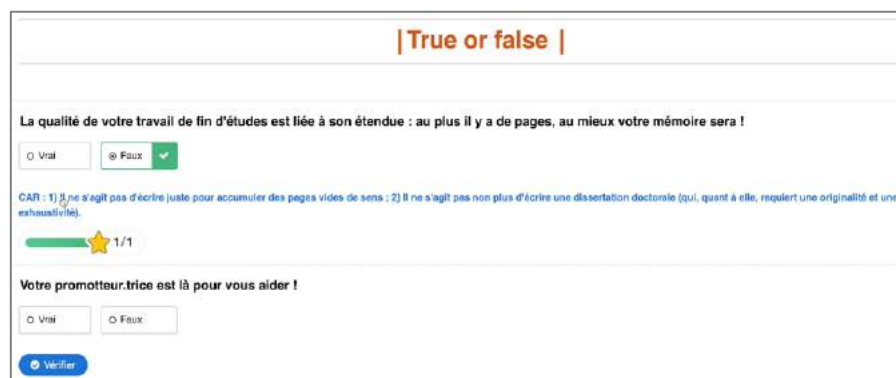 |True or false |
La qualité de votre travail de fin d'études est liée à son étendue : au plus il y a de pages, au mieux votre mémoire sera !
Vrai
Faux
CAR : 1) Il ne s'agit pas d'écrire juste pour accumuler des pages vides de sens ; 2) Il ne s'agit pas non plus d'écrire une dissertation doctorale (qui, quant à elle, requiert une originalité et une
exhaustivité).
1/1
Votre promotteur.trice est là pour vous aider !
Vrai
Faux
Vérifier